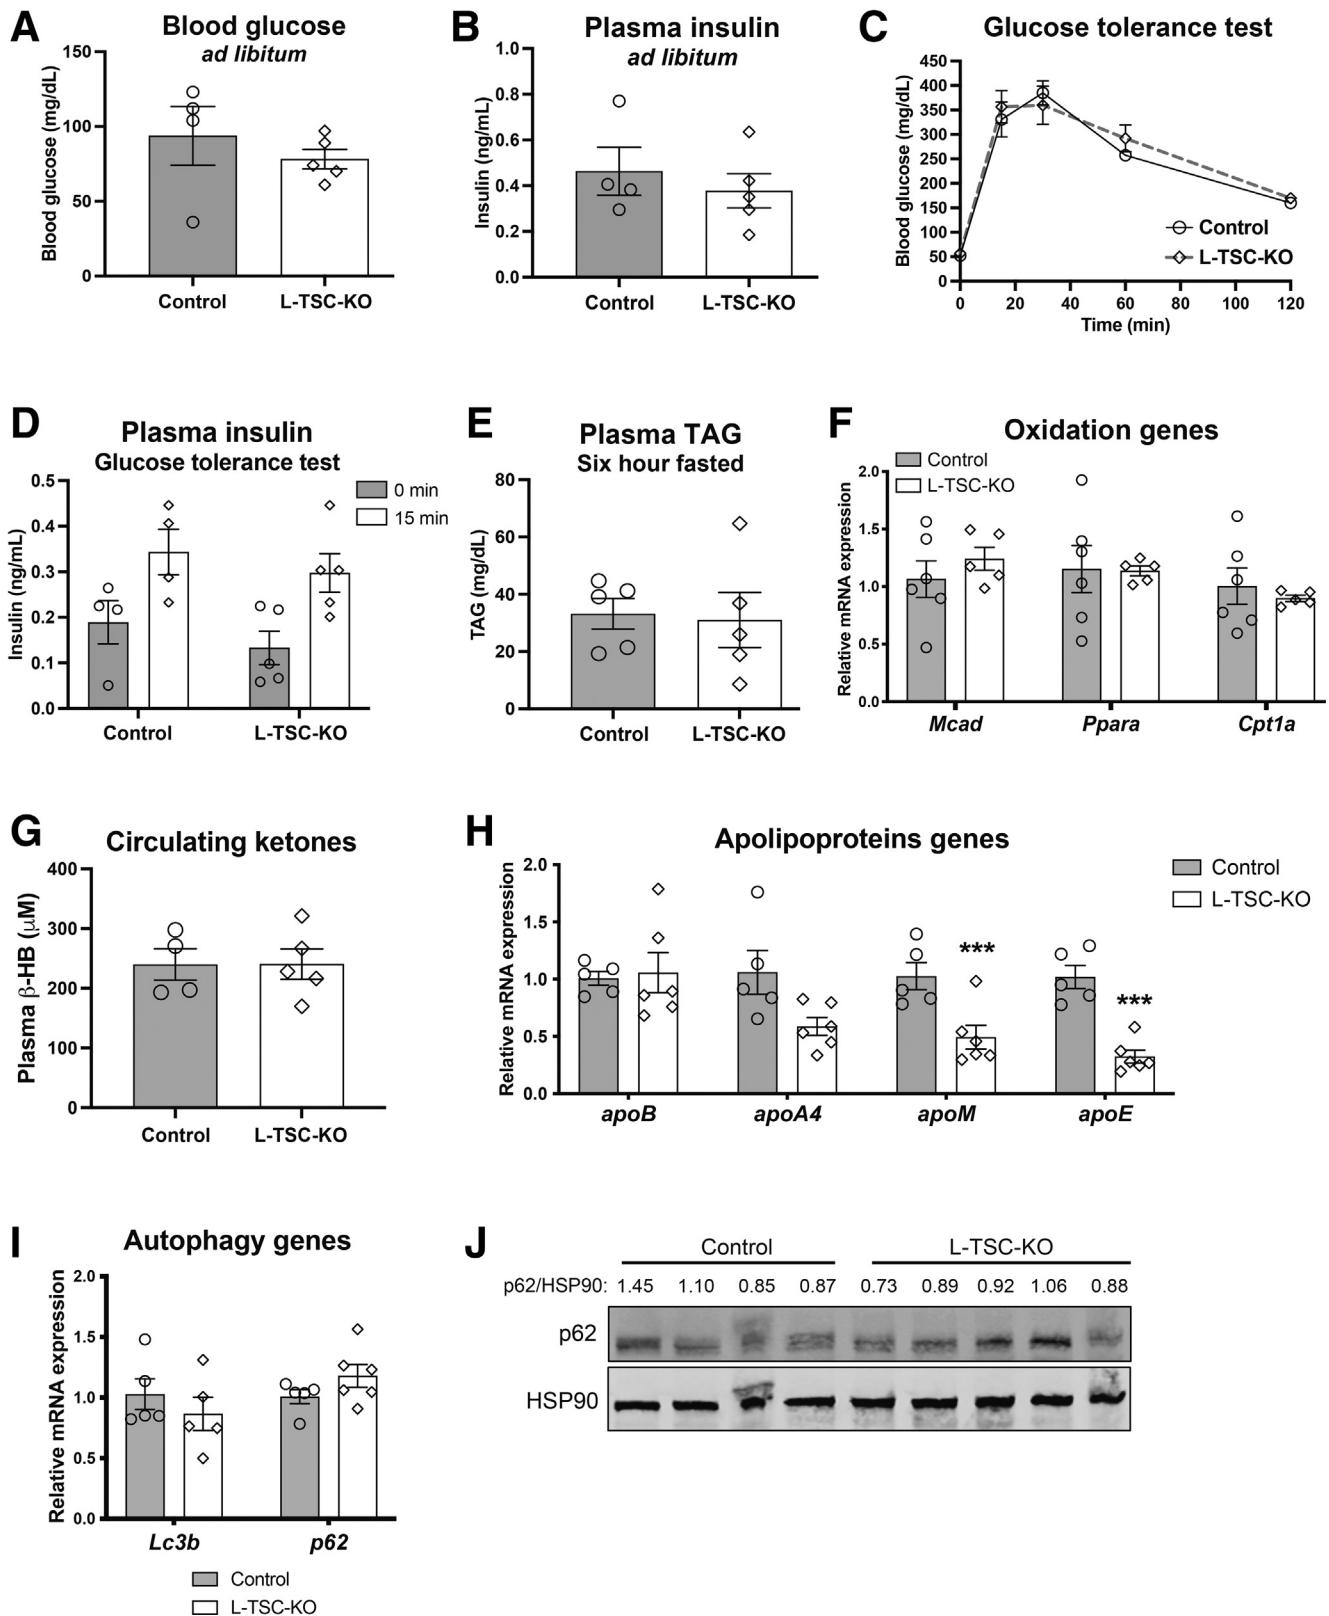 A
Blood glucose
ad libitum
Blood glucose (mg/dL)
150
100
50
0
Control
L-TSC-KO
B
Plasma insulin
ad libitum
Insulin (ng/mL)
1.0
0.8
0.6
0.4
0.2
0.0
Control
L-TSC-KO
C
Glucose tolerance test
Blood glucose (mg/dL)
450
400
350
300
250
200
150
100
50
0
0 20 40 60 80 100 120
Time (min)
Control
L-TSC-KO
D
Plasma insulin
Glucose tolerance test
Insulin (ng/mL)
0.5
0.4
0.3
0.2
0.1
0.0
0 min
15 min
Control
L-TSC-KO
E
Plasma TAG
Six hour fasted
TAG (mg/dL)
80
60
40
20
0
Control
L-TSC-KO
F
Oxidation genes
Control
L-TSC-KO
Relative mRNA expression
2.0
1.5
1.0
0.5
0.0
Mcad
Ppara
Cpt1a
G
Circulating ketones
Plasma β-HB (μM)
400
300
200
100
0
Control
L-TSC-KO
H
Apolipoproteins genes
Control
L-TSC-KO
Relative mRNA expression
2.0
1.5
1.0
0.5
0.0
***
***
apoB
apoA4
apoM
apoE
I
Autophagy genes
Relative mRNA expression
2.0
1.5
1.0
0.5
0.0
Lc3b
p62
Control
L-TSC-KO
J
Control
L-TSC-KO
p62/HSP90: 1.45 1.10 0.85 0.87 0.73 0.89 0.92 1.06 0.88
p62
HSP90